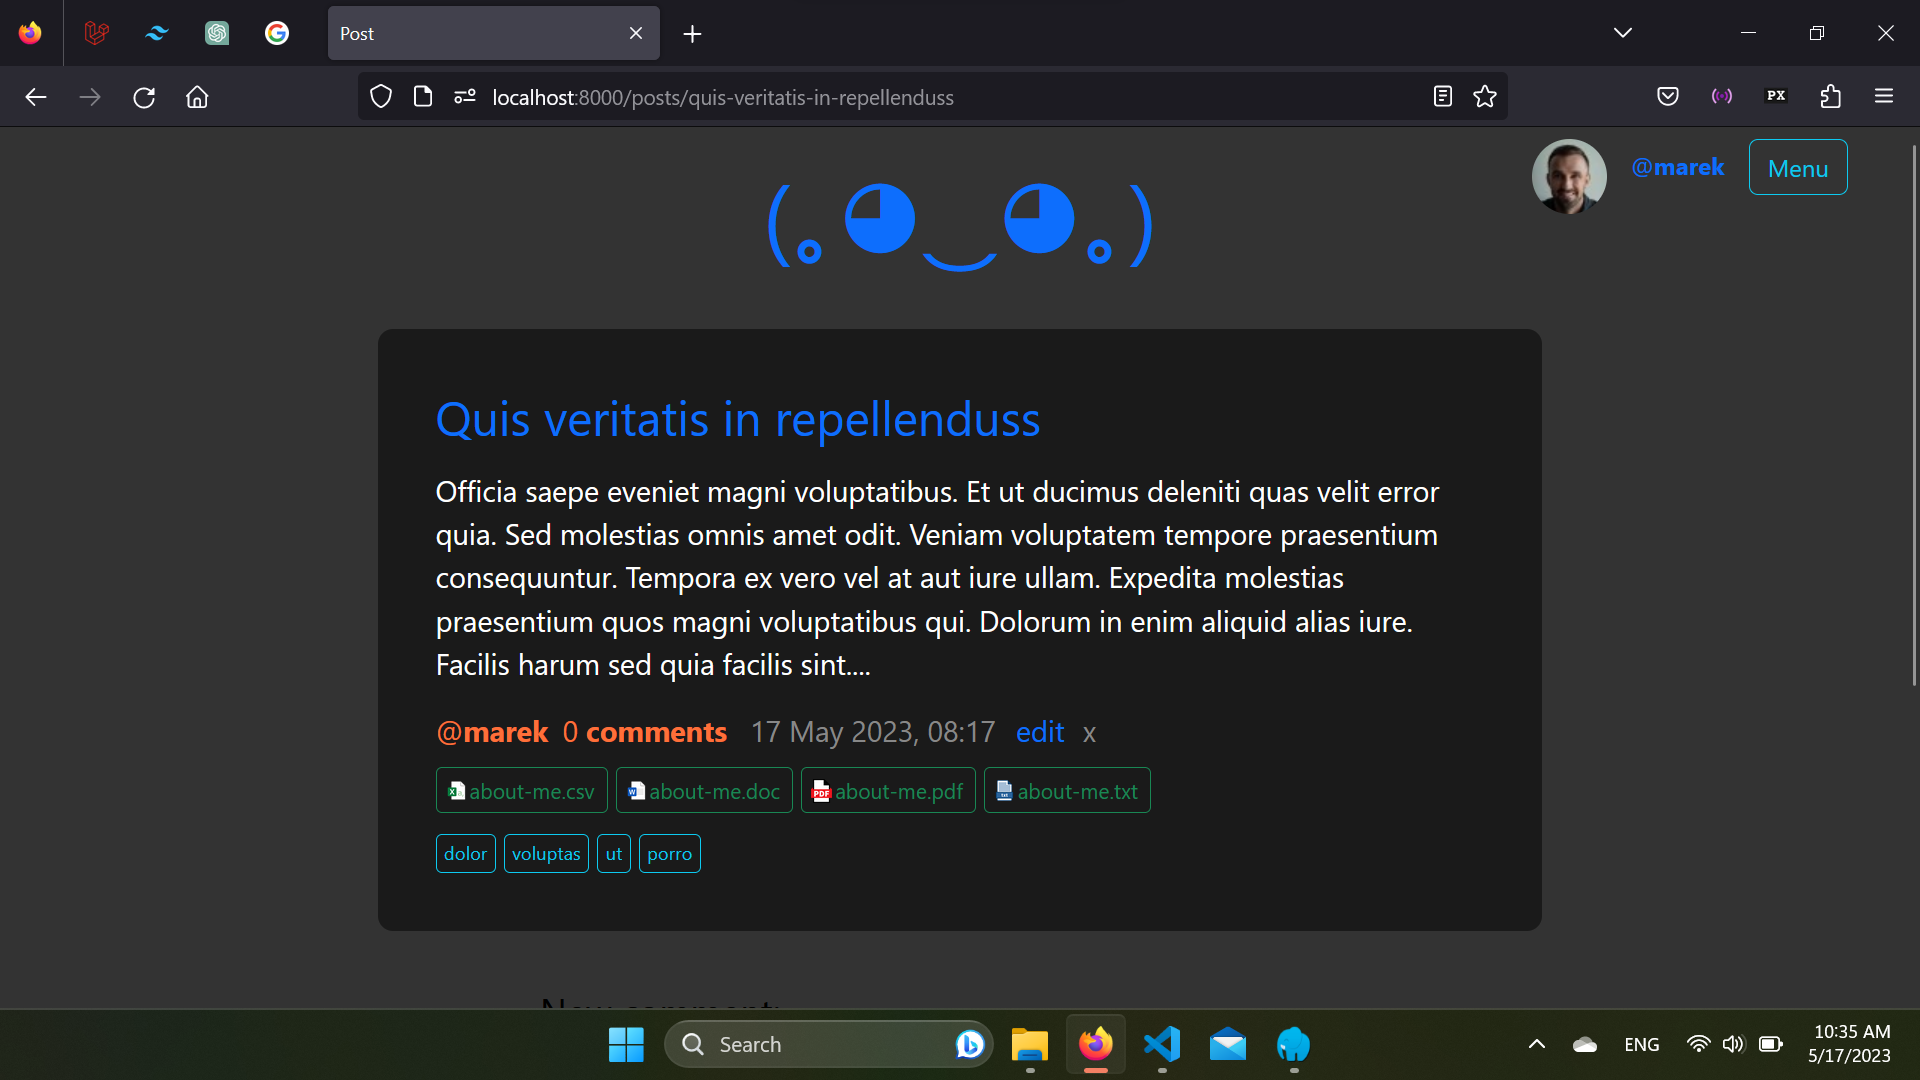 Post
localhost:8000/posts/quis-veritatis-in-repellenduss
PX
@marek
Menu
(｡◕‿◕｡)
Quis veritatis in repellenduss
Officia saepe eveniet magni voluptatibus. Et ut ducimus deleniti quas velit error
quia. Sed molestias omnis amet odit. Veniam voluptatem tempore praesentium
consequuntur. Tempora ex vero vel at aut iure ullam. Expedita molestias
praesentium quos magni voluptatibus qui. Dolorum in enim aliquid alias iure.
Facilis harum sed quia facilis sint....
@marek 0 comments 17 May 2023, 08:17 edit x
about-me.csv about-me.doc PDF about-me.pdf about-me.txt
dolor voluptas ut porro
New comment:
Search
ENG
10:35 AM
5/17/2023